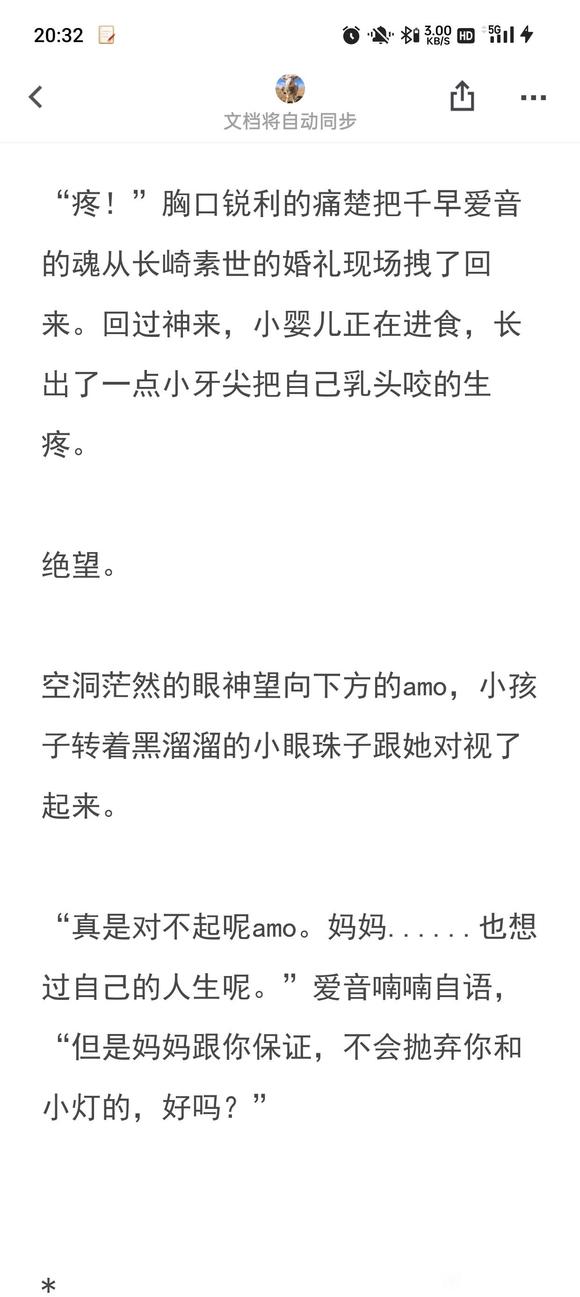 20:32
3.00
KB/S
HD
5G
文档将自动同步
“疼！”胸口锐利的痛楚把千早爱音
的魂从长崎素世的婚礼现场拽了回
来。回过神来，小婴儿正在进食，长
出了一点小牙尖把自己乳头咬的生
疼。
绝望。
空洞茫然的眼神望向下方的amo，小孩
子转着黑溜溜的小眼珠子跟她对视了
起来。
“真是对不起呢amo。妈妈......也想
过自己的人生呢。”爱音喃喃自语，
“但是妈妈跟你保证，不会抛弃你和
小灯的，好吗？”
*